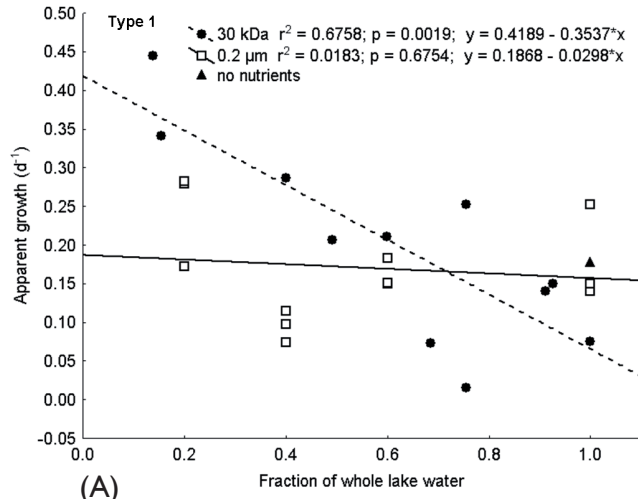 Type 1
30 kDa r² = 0.6758; p = 0.0019; y = 0.4189 - 0.3537*x
0.2 µm r² = 0.0183; p = 0.6754; y = 0.1868 - 0.0298*x
no nutrients
Apparent growth (d⁻¹)
0.50
0.45
0.40
0.35
0.30
0.25
0.20
0.15
0.10
0.05
0.00
-0.05
0.0 0.2 0.4 0.6 0.8 1.0
Fraction of whole lake water
(A)